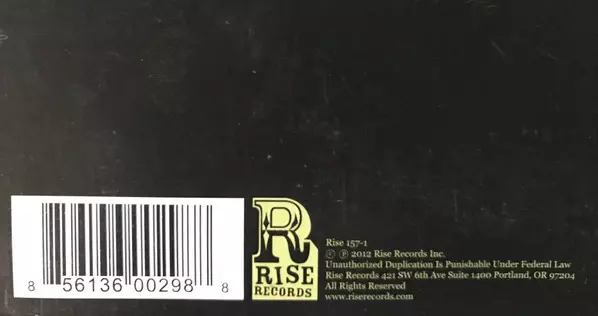 8 56136 00298 8
R
RISE
RECORDS
Rise 157-1
© ℗ 2012 Rise Records Inc.
Unauthorized Duplication Is Punishable Under Federal Law
Rise Records 421 SW 6th Ave Suite 1400 Portland, OR 97204
All Rights Reserved
www.riserecords.com